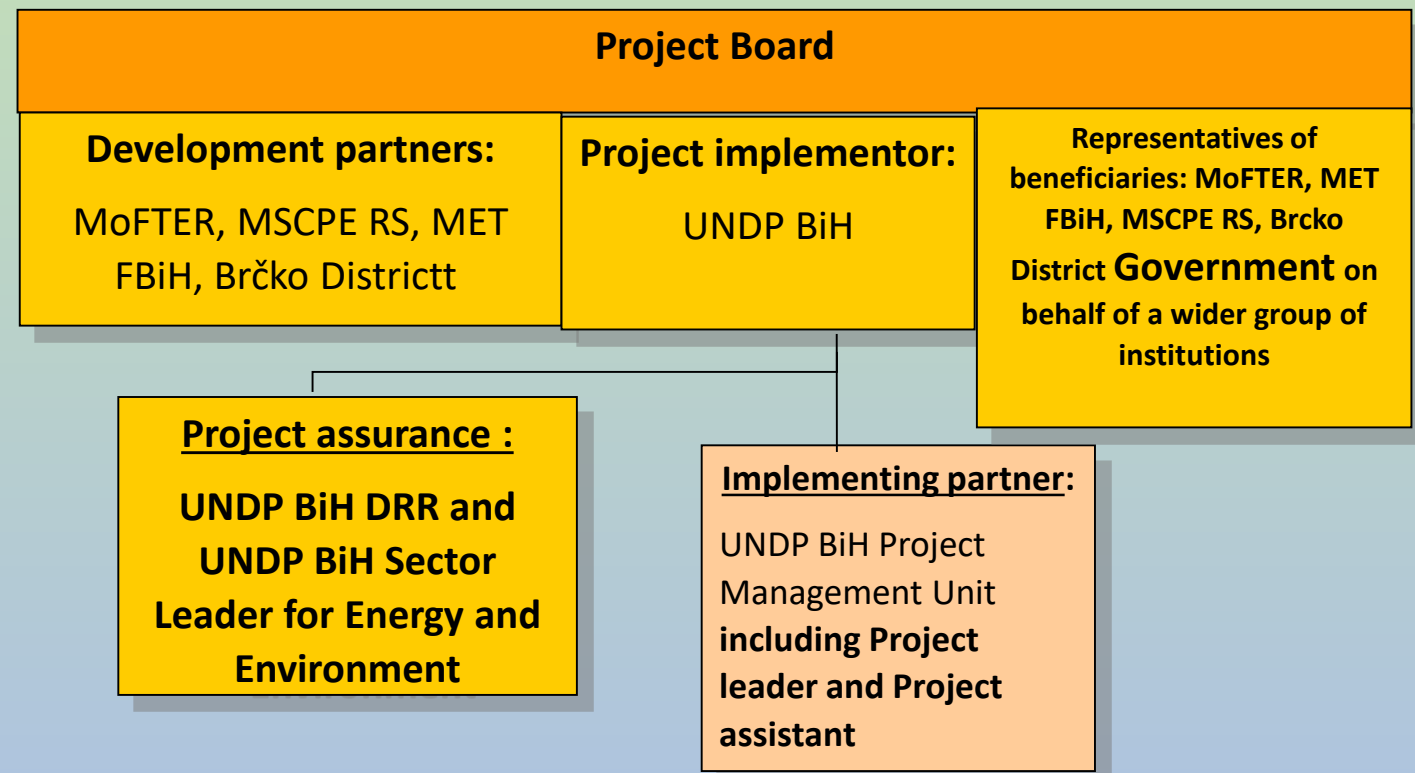 Project Board
Development partners:
MoFTER, MSCPE RS, MET
FBiH, Brčko Districtt
Project implementor:
UNDP BiH
Representatives of
beneficiaries: MoFTER, MET
FBiH, MSCPE RS, Brcko
District Government on
behalf of a wider group of
institutions
Project assurance :
UNDP BiH DRR and
UNDP BiH Sector
Leader for Energy and
Environment
Implementing partner:
UNDP BiH Project
Management Unit
including Project
leader and Project
assistant